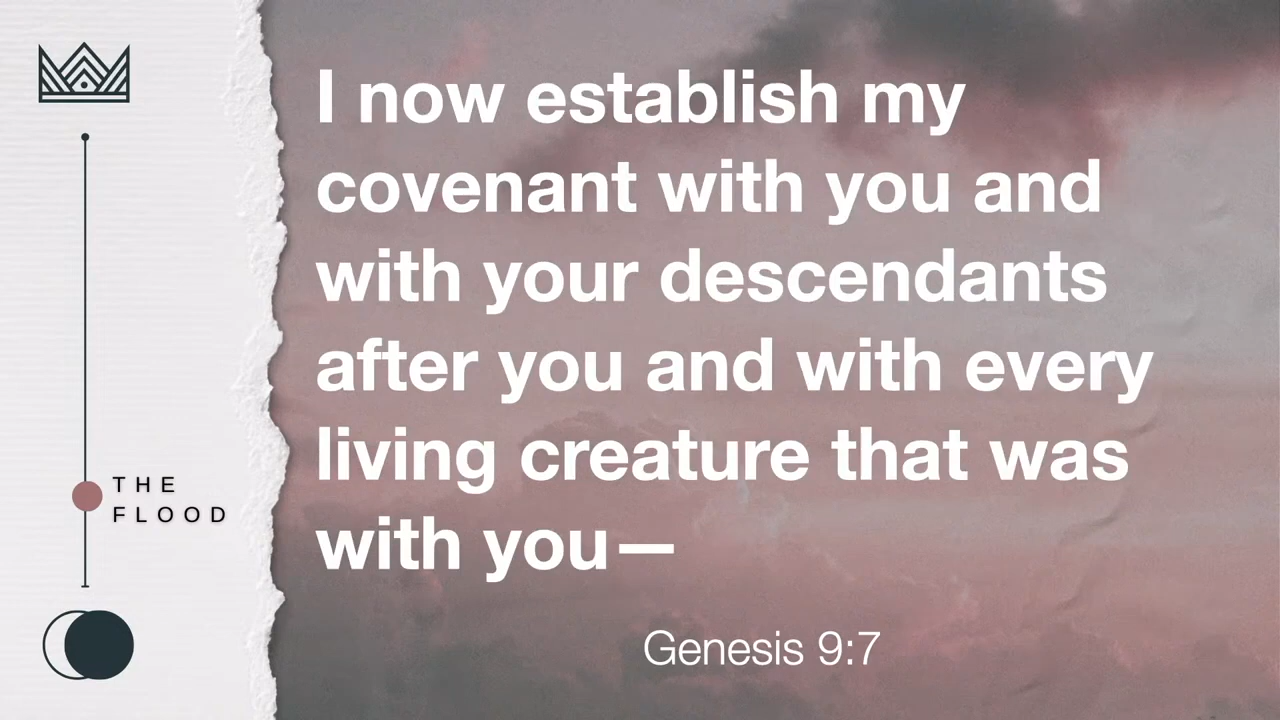 I now establish my
covenant with you and
with your descendants
after you and with every
living creature that was
with you—
Genesis 9:7
THE
FLOOD